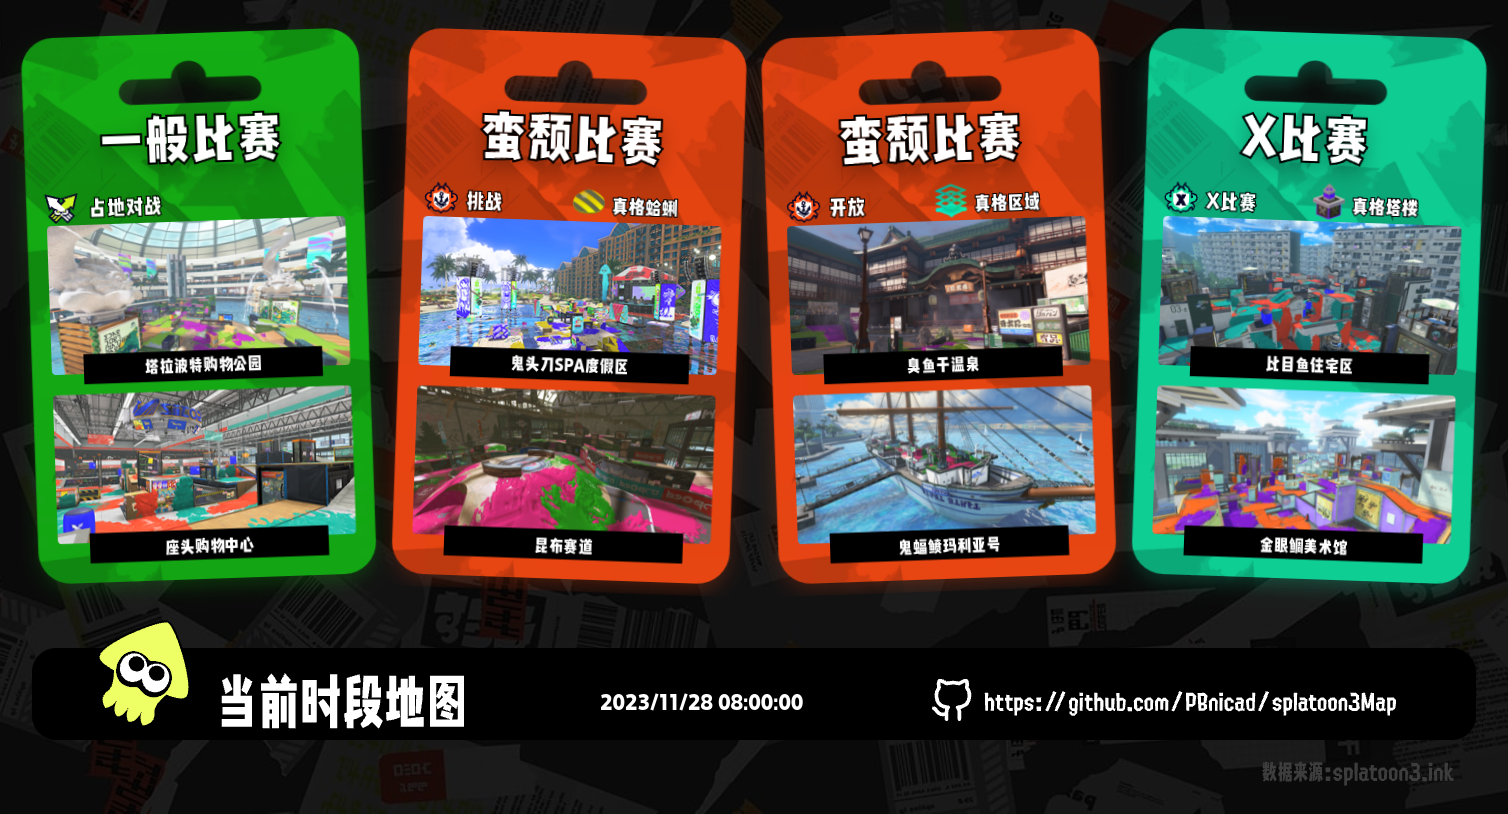 一般比赛
占地对战
塔拉波特购物公园
座头购物中心
蛮颓比赛
挑战
真格蛤蜊
鬼头刀SPA度假区
昆布赛道
蛮颓比赛
开放
真格区域
臭鱼干温泉
鬼蝠鲼玛利亚号
X比赛
X比赛
真格塔楼
比目鱼住宅区
金眼鲷美术馆
当前时段地图
2023/11/28 08:00:00
https://github.com/PBnicad/splatoon3Map
数据来源:splatoon3.ink